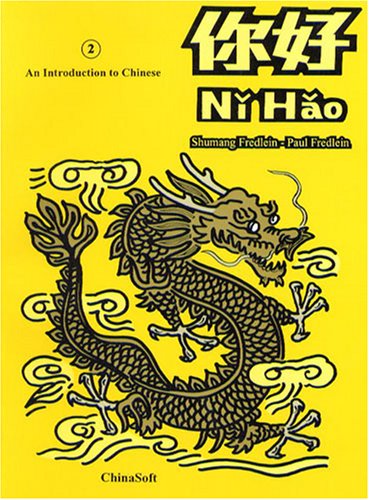 ②
An Introduction to Chinese
你好
Nǐ Hǎo
Shumang Fredlein - Paul Fredlein
ChinaSoft